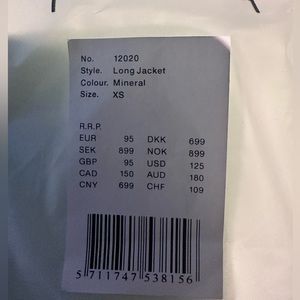 No. 12020
Style. Long Jacket
Colour. Mineral
Size. XS
R.R.P.
EUR 95 DKK 699
SEK 899 NOK 899
GBP 95 USD 125
CAD 150 AUD 180
CNY 699 CHF 109
5 711747 538156